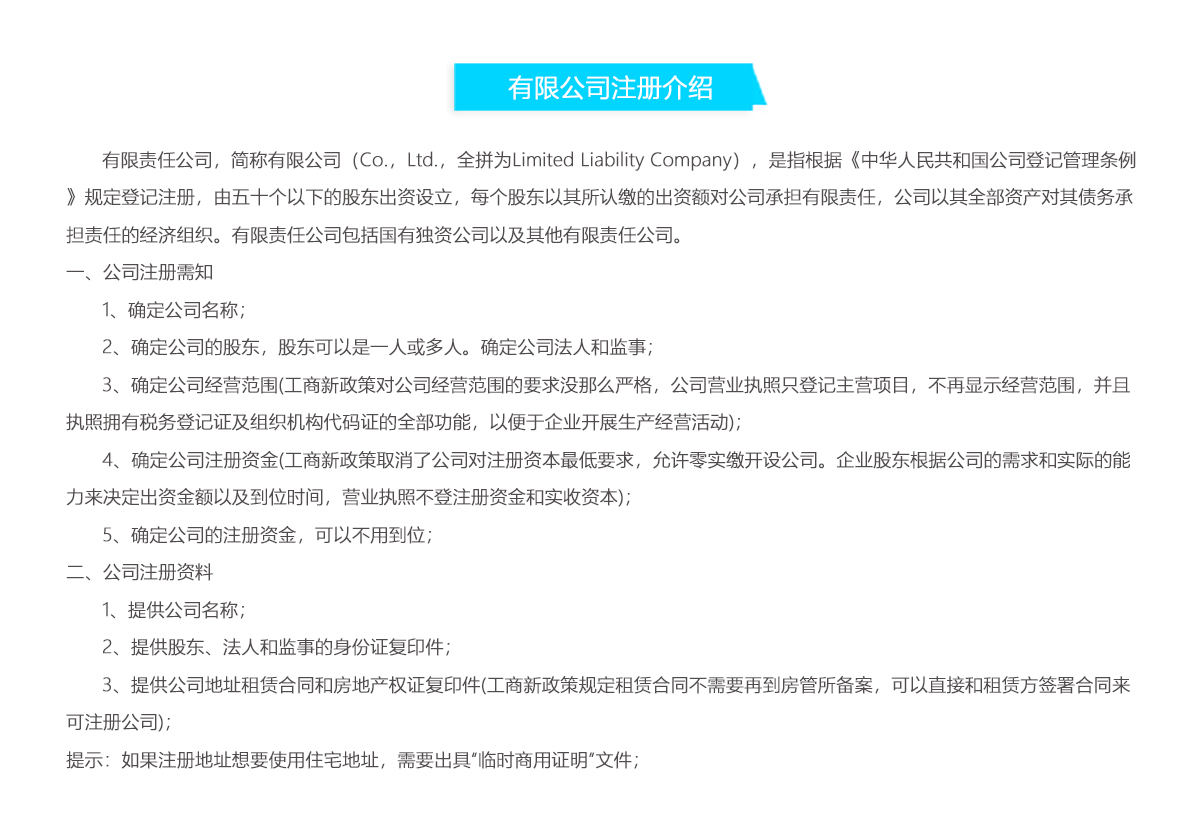 有限公司注册介绍
有限责任公司，简称有限公司（Co.，Ltd.，全拼为Limited Liability Company），是指根据《中华人民共和国公司登记管理条例
》规定登记注册，由五十个以下的股东出资设立，每个股东以其所认缴的出资额对公司承担有限责任，公司以其全部资产对其债务承
担责任的经济组织。有限责任公司包括国有独资公司以及其他有限责任公司。
一、公司注册需知
1、确定公司名称；
2、确定公司的股东，股东可以是一人或多人。确定公司法人和监事；
3、确定公司经营范围(工商新政策对公司经营范围的要求没那么严格，公司营业执照只登记主营项目，不再显示经营范围，并且
执照拥有税务登记证及组织机构代码证的全部功能，以便于企业开展生产经营活动)；
4、确定公司注册资金(工商新政策取消了公司对注册资本最低要求，允许零实缴开设公司。企业股东根据公司的需求和实际的能
力来决定出资金额以及到位时间，营业执照不登注册资金和实收资本)；
5、确定公司的注册资金，可以不用到位；
二、公司注册资料
1、提供公司名称；
2、提供股东、法人和监事的身份证复印件；
3、提供公司地址租赁合同和房地产权证复印件(工商新政策规定租赁合同不需要再到房管所备案，可以直接和租赁方签署合同来
可注册公司)；
提示：如果注册地址想要使用住宅地址，需要出具“临时商用证明“文件；